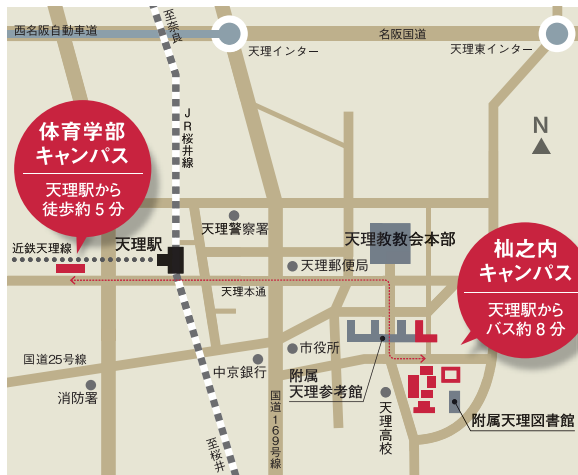 至奈良
西名阪自動車道
名阪国道
天理インター
天理東インター
JR桜井線
N
体育学部
キャンパス
天理駅から
徒歩約5分
天理警察署
近鉄天理線
天理駅
天理教教会本部
天理郵便局
杣之内
キャンパス
天理駅から
バス約8分
天理本通
国道25号線
市役所
中京銀行
附属
天理参考館
消防署
国道169号線
天理高校
附属天理図書館
至桜井